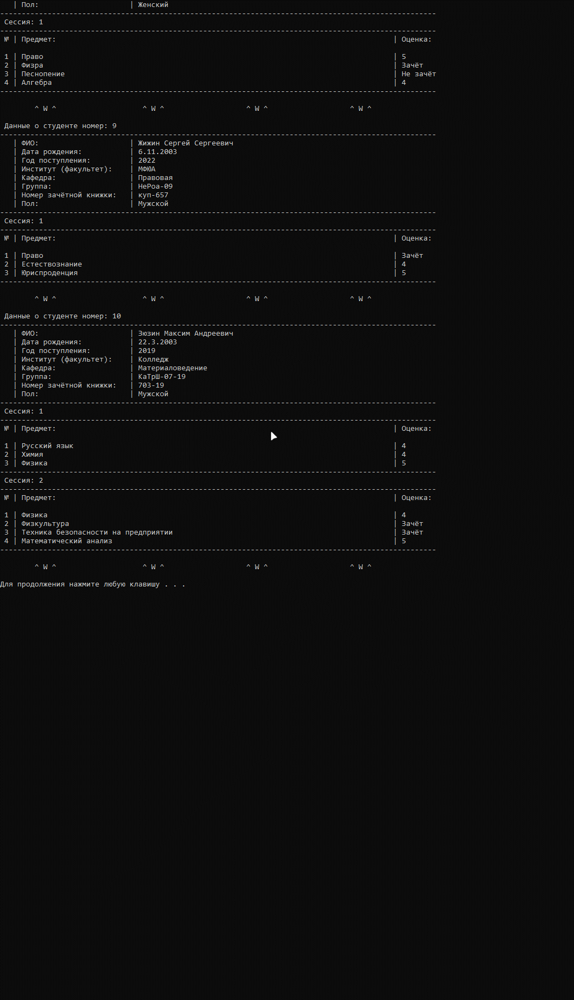 | Пол: | Женский
-----------------------------------------------------------------------------------------------------
Сессия: 1
-----------------------------------------------------------------------------------------------------
№ | Предмет: | Оценка:
1 | Право | 5
2 | Физра | Зачёт
3 | Песнопение | Не зачёт
4 | Алгебра | 4
-----------------------------------------------------------------------------------------------------
^ W ^ ^ W ^ ^ W ^ ^ W ^
Данные о студенте номер: 9
-----------------------------------------------------------------------------------------------------
| ФИО: | Жижин Сергей Сергеевич
| Дата рождения: | 6.11.2003
| Год поступления: | 2022
| Институт (факультет): | МФЮА
| Кафедра: | Правовая
| Группа: | НеРоа-09
| Номер зачётной книжки: | куп-657
| Пол: | Мужской
-----------------------------------------------------------------------------------------------------
Сессия: 1
-----------------------------------------------------------------------------------------------------
№ | Предмет: | Оценка:
1 | Право | Зачёт
2 | Естествознание | 4
3 | Юриспроденция | 5
-----------------------------------------------------------------------------------------------------
^ W ^ ^ W ^ ^ W ^ ^ W ^
Данные о студенте номер: 10
-----------------------------------------------------------------------------------------------------
| ФИО: | Зюзин Максим Андреевич
| Дата рождения: | 22.3.2003
| Год поступления: | 2019
| Институт (факультет): | Колледж
| Кафедра: | Материаловедение
| Группа: | КаТрШ-07-19
| Номер зачётной книжки: | 703-19
| Пол: | Мужской
-----------------------------------------------------------------------------------------------------
Сессия: 1
-----------------------------------------------------------------------------------------------------
№ | Предмет: | Оценка:
1 | Русский язык | 4
2 | Химия | 4
3 | Физика | 5
-----------------------------------------------------------------------------------------------------
Сессия: 2
-----------------------------------------------------------------------------------------------------
№ | Предмет: | Оценка:
1 | Физика | 4
2 | Физкультура | Зачёт
3 | Техника безопасности на предприятии | Зачёт
4 | Математический анализ | 5
-----------------------------------------------------------------------------------------------------
^ W ^ ^ W ^ ^ W ^ ^ W ^
Для продолжения нажмите любую клавишу . . .